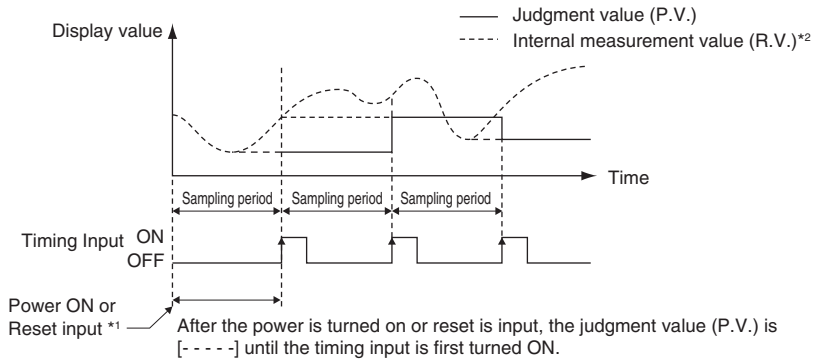 Judgment value (P.V.)
Display value
Internal measurement value (R.V.)*2
Time
Sampling period Sampling period Sampling period
Timing Input ON
OFF
Power ON or
Reset input *1
After the power is turned on or reset is input, the judgment value (P.V.) is
[- - - - -] until the timing input is first turned ON.